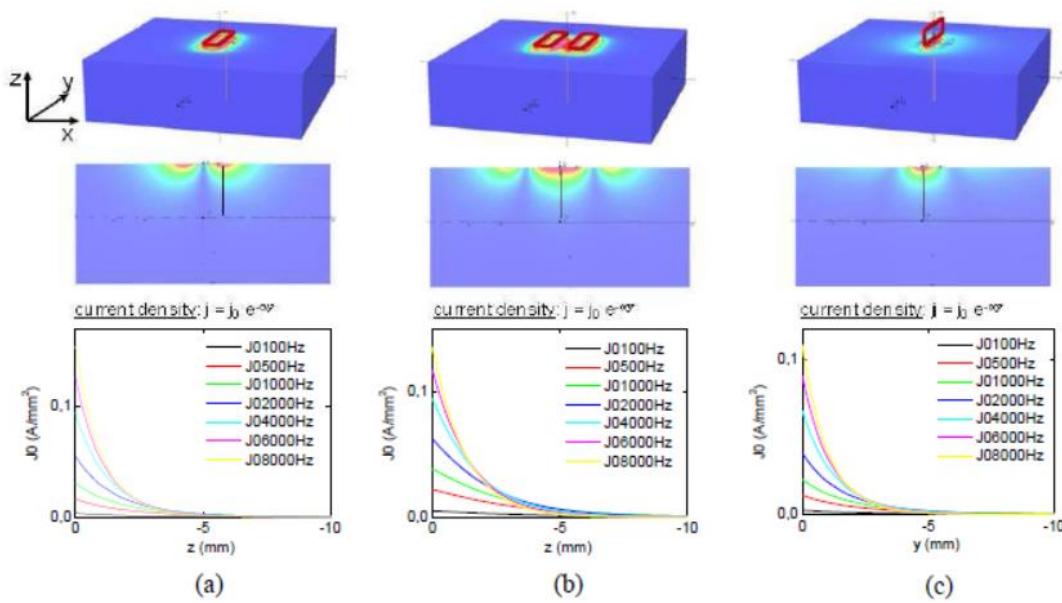 z
y
x
current density: j = j₀ e^-αy
current density: j = j₀ e^-αy
current density: j = j₀ e^-αy
J0 (A/mm²)
0,1
0,0
J0100Hz
J0500Hz
J01000Hz
J02000Hz
J04000Hz
J06000Hz
J08000Hz
0
-5
-10
z (mm)
(a)
J0 (A/mm²)
0,1
0,0
J0100Hz
J0500Hz
J01000Hz
J02000Hz
J04000Hz
J06000Hz
J08000Hz
0
-5
-10
z (mm)
(b)
J0 (A/mm²)
0,1
0,0
J0100Hz
J0500Hz
J01000Hz
J02000Hz
J04000Hz
J06000Hz
J08000Hz
0
-5
-10
y (mm)
(c)